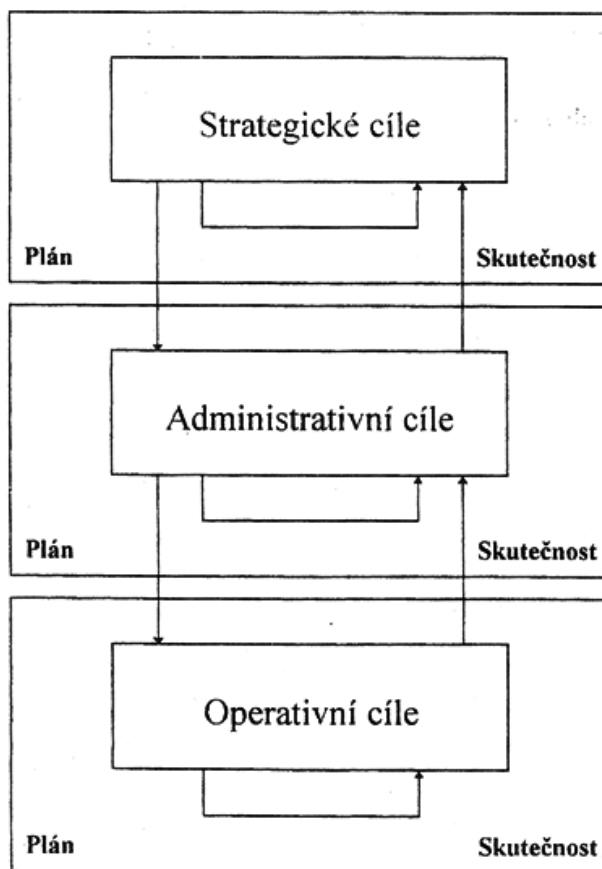 Strategické cíle
Plán
Skutečnost
Administrativní cíle
Plán
Skutečnost
Operativní cíle
Plán
Skutečnost